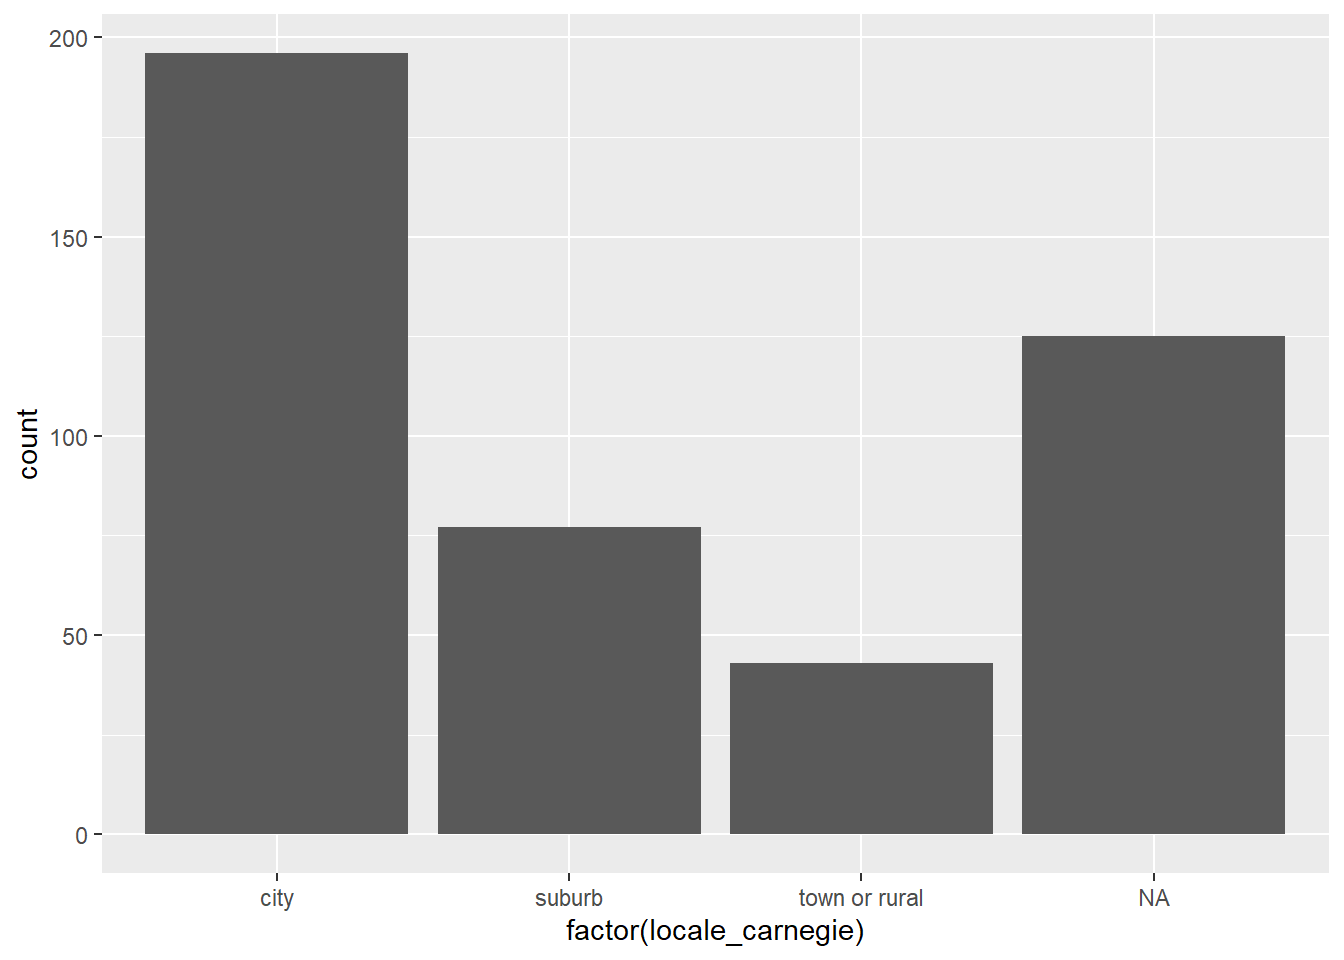 200
150
100
50
0
count
city
suburb
town or rural
NA
factor(locale_carnegie)